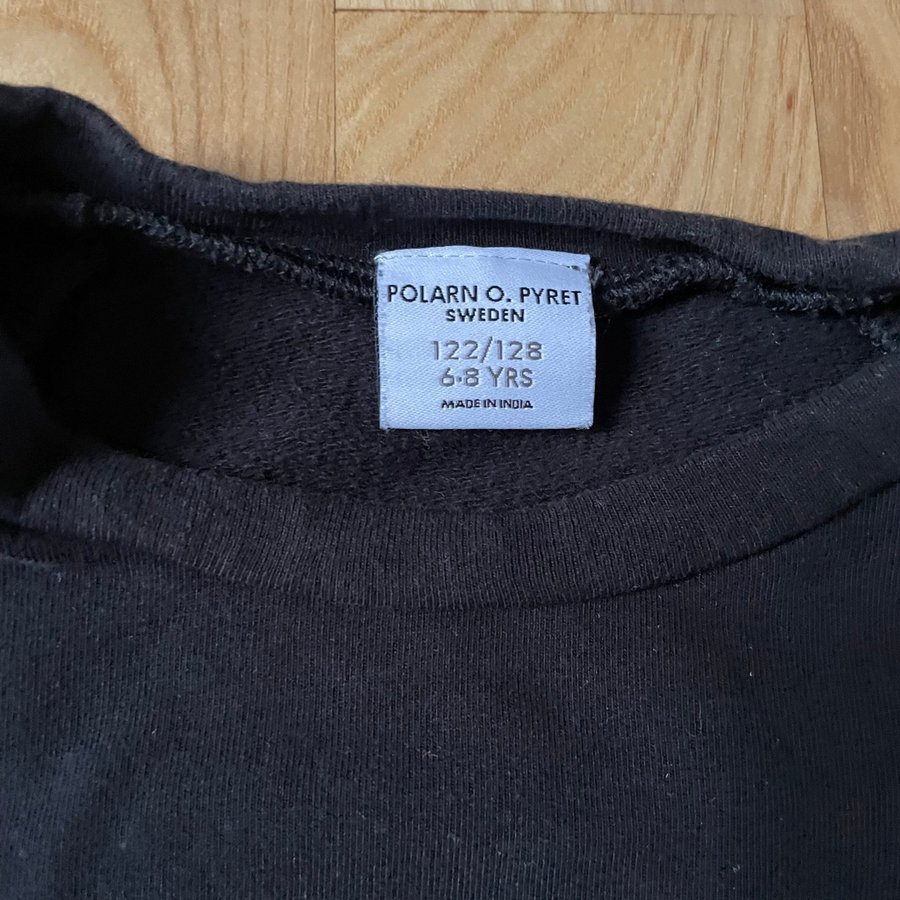 POLARN O. PYRET
SWEDEN
122/128
6-8 YRS
MADE IN INDIA